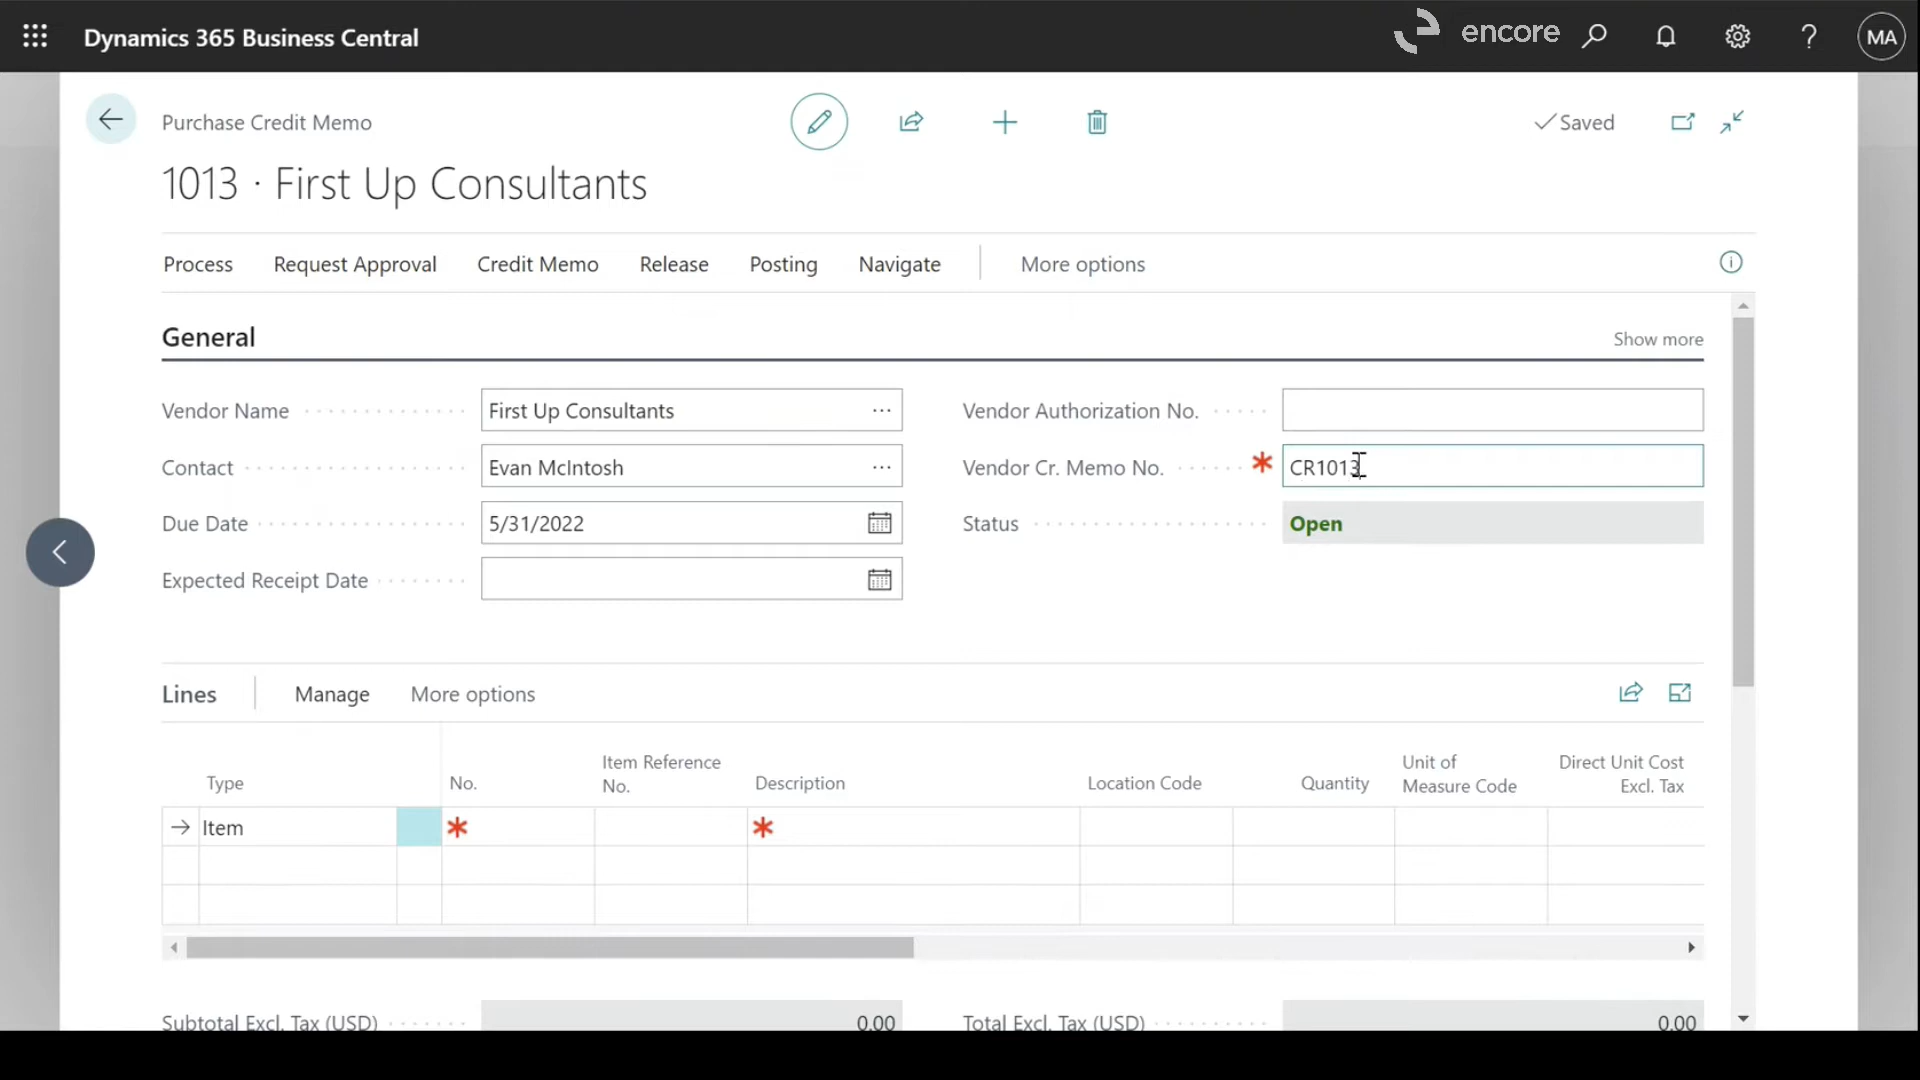 Dynamics 365 Business Central
encore
MA
Purchase Credit Memo
Saved
1013 · First Up Consultants
Process Request Approval Credit Memo Release Posting Navigate More options
General
Show more
Vendor Name First Up Consultants
Vendor Authorization No.
Contact Evan McIntosh
Vendor Cr. Memo No. * CR1013
Due Date 5/31/2022
Status Open
Expected Receipt Date
Lines Manage More options
Type
No.
Item Reference
No.
Description
Location Code
Quantity
Unit of
Measure Code
Direct Unit Cost
Excl. Tax
Item * *
Subtotal Excl. Tax (USD) 0.00
Total Excl. Tax (USD) 0.00